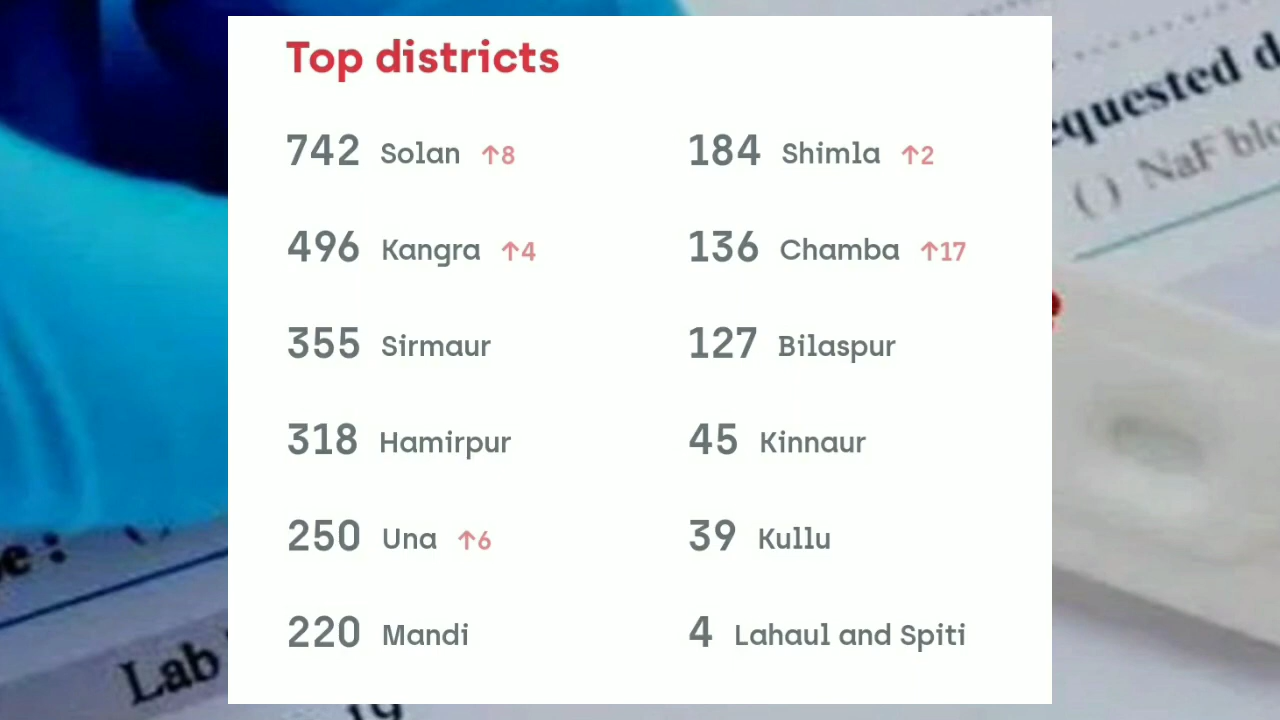 Top districts
742 Solan ↑8
496 Kangra ↑4
355 Sirmaur
318 Hamirpur
250 Una ↑6
220 Mandi
184 Shimla ↑2
136 Chamba ↑17
127 Bilaspur
45 Kinnaur
39 Kullu
4 Lahaul and Spiti
NaF
( )
Lab